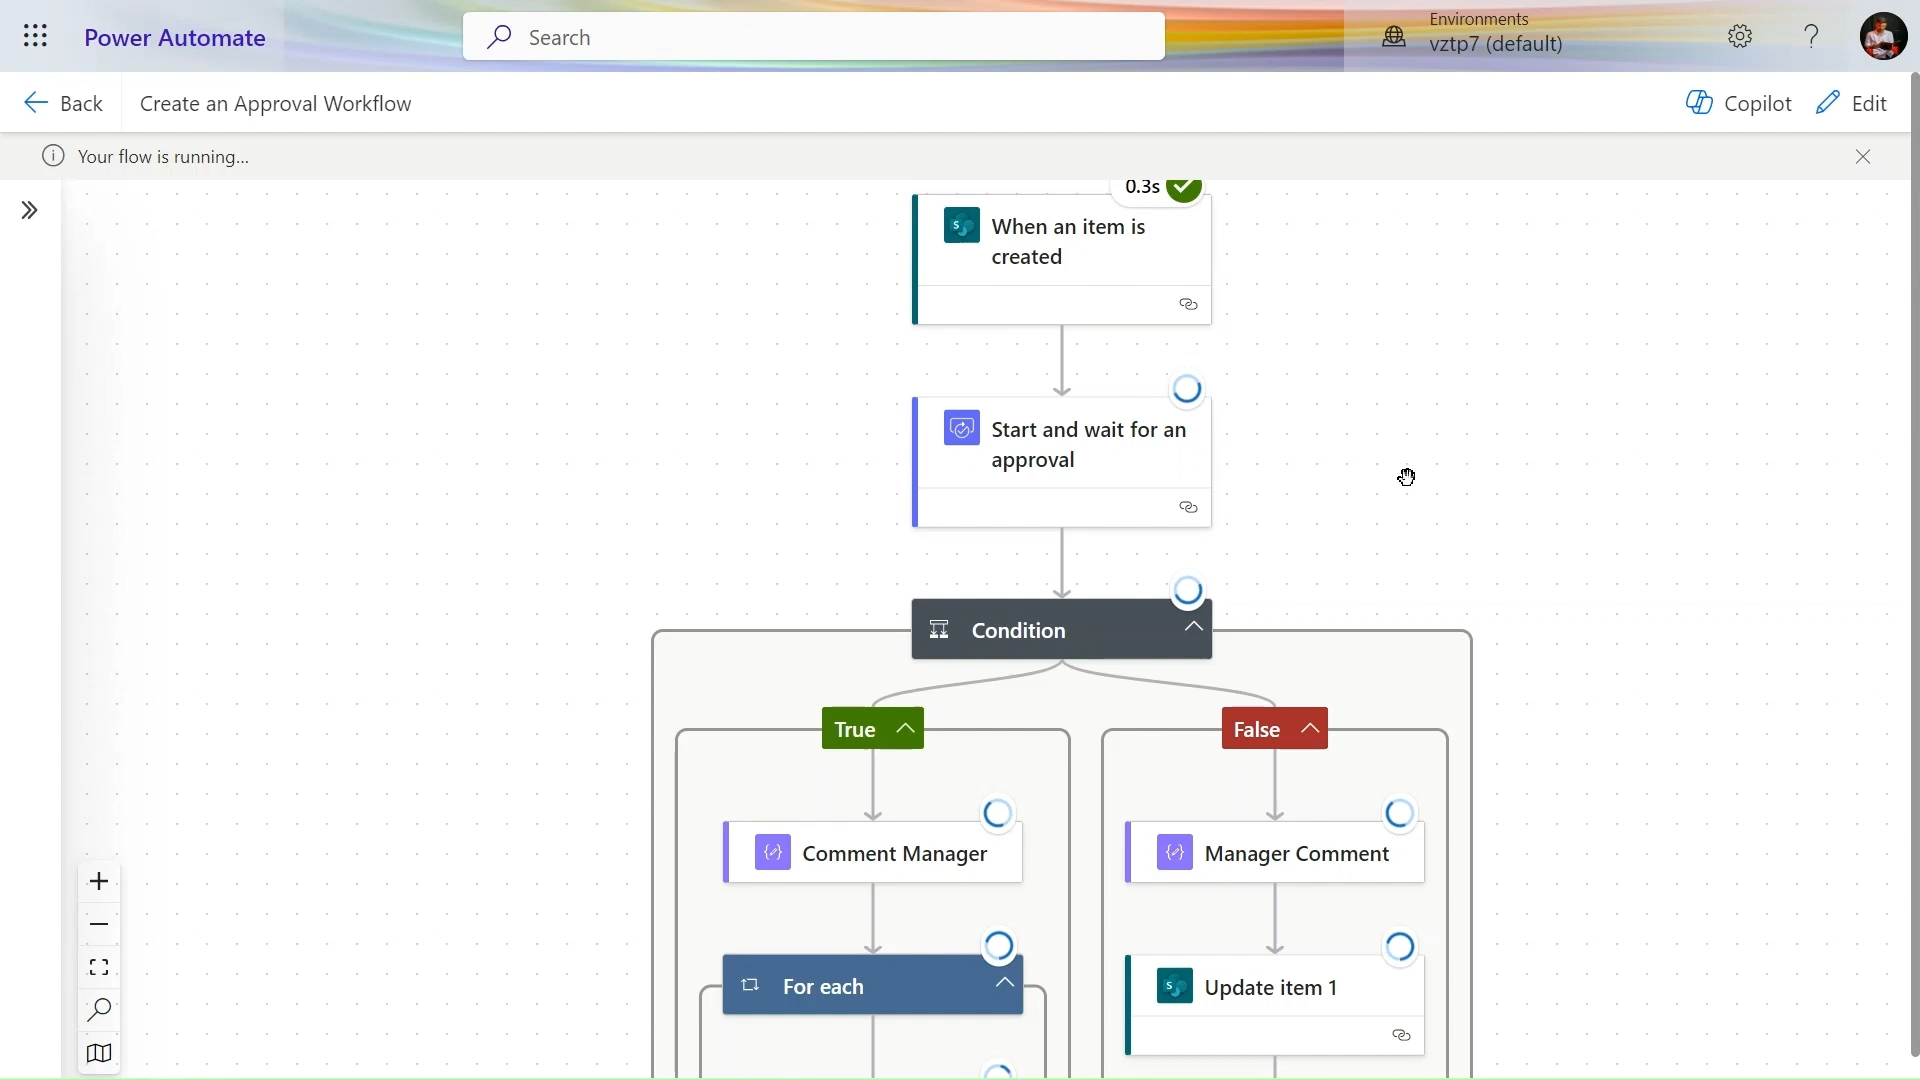 Power Automate
Search
Environments
vztp7 (default)
Back
Create an Approval Workflow
Copilot
Edit
Your flow is running...
0.3s
When an item is
created
Start and wait for an
approval
Condition
True
False
Comment Manager
Manager Comment
For each
Update item 1